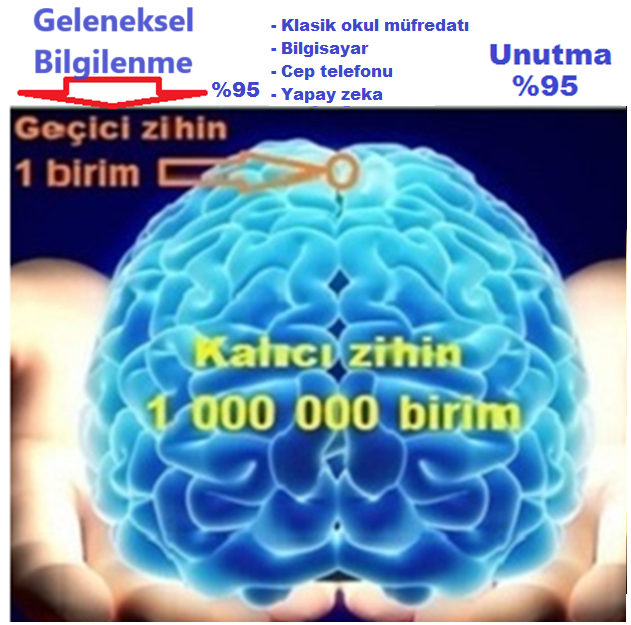 Geleneksel
Bilgilenme
%95
- Klasik okul müfredatı
- Bilgisayar
- Cep telefonu
- Yapay zeka
Unutma
%95
Geçici zihin
1 birim
Kalıcı zihin
1 000 000 birim